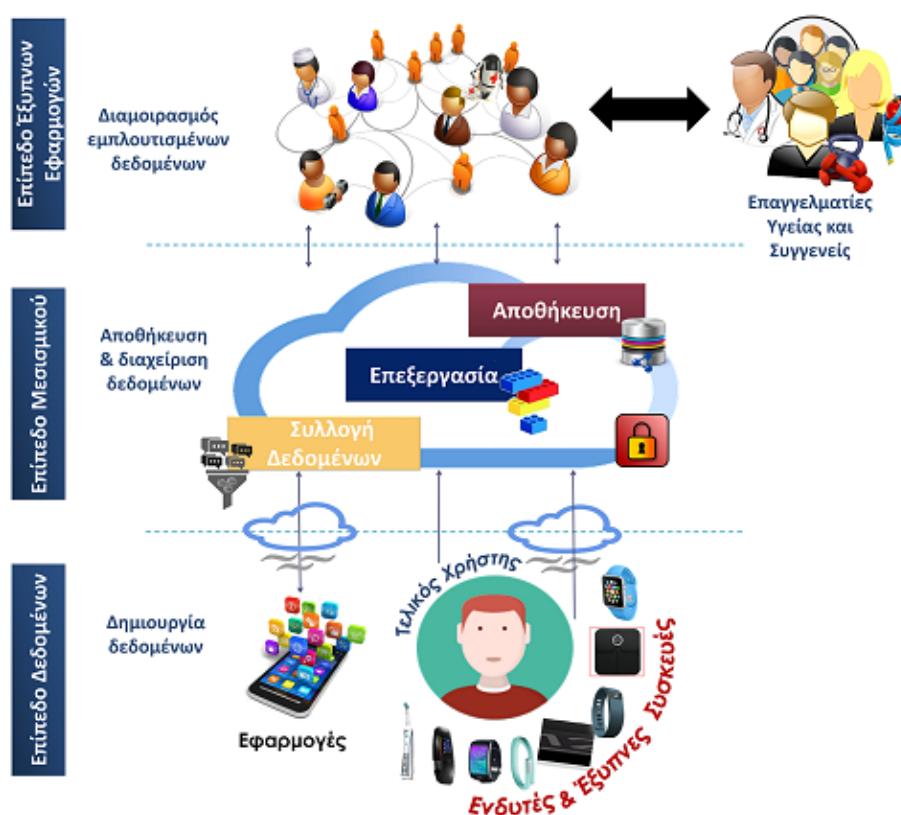 Επίπεδο Έξυπνων
Εφαρμογών
Διαμοιρασμός
εμπλουτισμένων
δεδομένων
Επαγγελματίες
Υγείας και
Συγγενείς
Επίπεδο Μεσισμικού
Αποθήκευση
& διαχείριση
δεδομένων
Αποθήκευση
Επεξεργασία
Συλλογή
Δεδομένων
Επίπεδο Δεδομένων
Δημιουργία
δεδομένων
Εφαρμογές
Τελικός Χρήστης
Ενδυτές & Έξυπνες Συσκευές